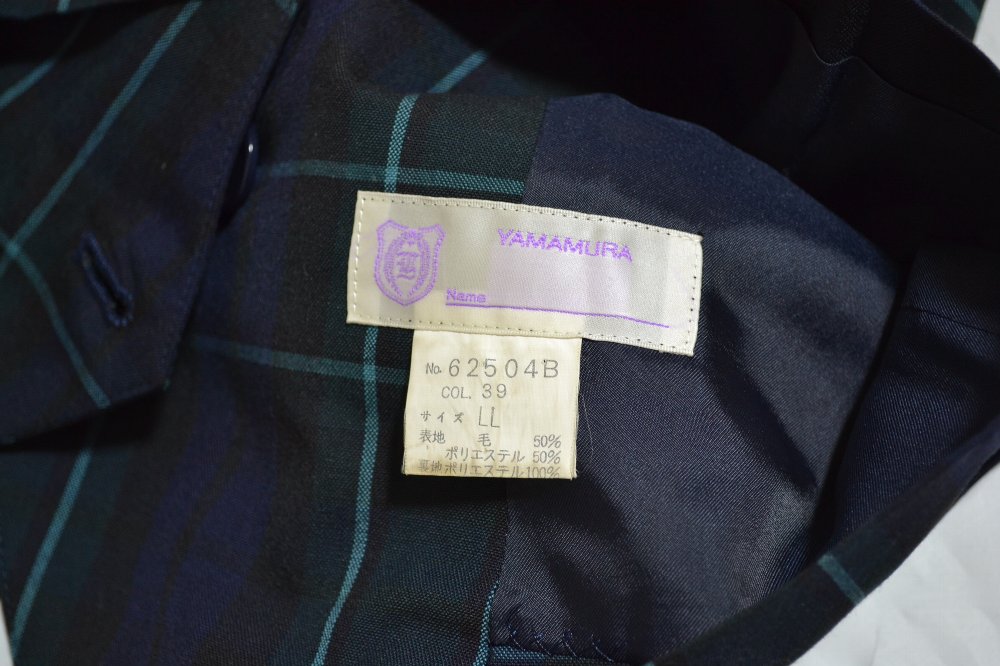 YAMAMURA
Name
No. 62504B
COL. 39
サイズ LL
表地 毛 50%
ポリエステル 50%
裏地 ポリエステル 100%